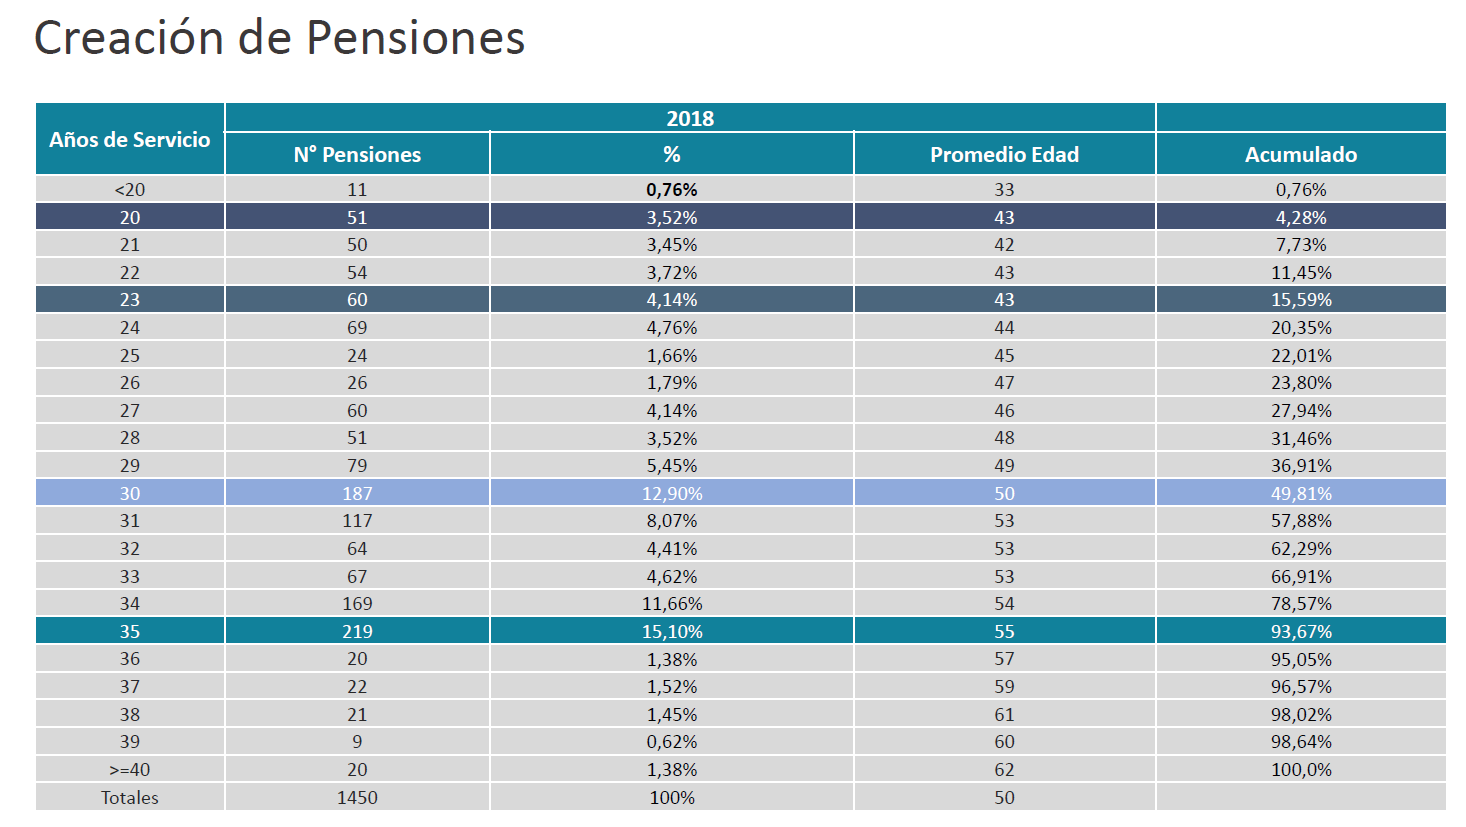 Creación de Pensiones
Años de Servicio 2018
N° Pensiones % Promedio Edad Acumulado
<20 11 0,76% 33 0,76%
20 51 3,52% 43 4,28%
21 50 3,45% 42 7,73%
22 54 3,72% 43 11,45%
23 60 4,14% 43 15,59%
24 69 4,76% 44 20,35%
25 24 1,66% 45 22,01%
26 26 1,79% 47 23,80%
27 60 4,14% 46 27,94%
28 51 3,52% 48 31,46%
29 79 5,45% 49 36,91%
30 187 12,90% 50 49,81%
31 117 8,07% 53 57,88%
32 64 4,41% 53 62,29%
33 67 4,62% 53 66,91%
34 169 11,66% 54 78,57%
35 219 15,10% 55 93,67%
36 20 1,38% 57 95,05%
37 22 1,52% 59 96,57%
38 21 1,45% 61 98,02%
39 9 0,62% 60 98,64%
>=40 20 1,38% 62 100,0%
Totales 1450 100% 50